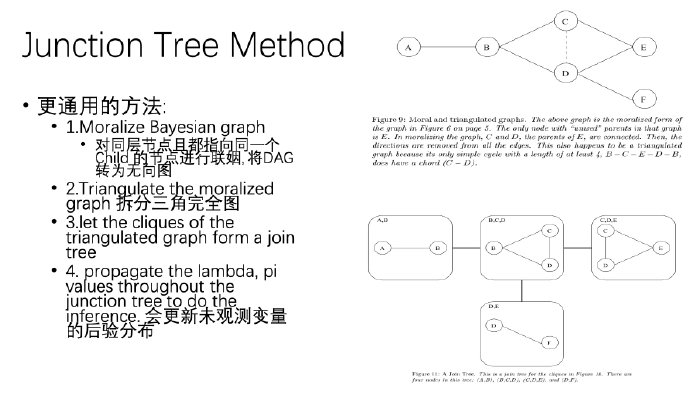 Junction Tree Method
• 更通用的方法:
• 1.Moralize Bayesian graph
• 对同层节点且都指向同一个
Child 的节点进行联姻,将DAG
转为无向图
• 2.Triangulate the moralized
graph 拆分三角完全图
• 3.let the cliques of the
triangulated graph form a join
tree
• 4. propagate the lambda, pi
values throughout the
junction tree to do the
inference. 会更新未观测变量
的后验分布
A
B
C
D
E
F
Figure 9: Moral and triangulated graphs. The above graph is the moralized form of
the graph in Figure 6 on page 5. The only node with "unwed" parents in that graph
is E. In moralizing the graph, C and D, the parents of E, are connected. Then, the
directions are removed from all the edges. This also happens to be a triangulated
graph because its only simple cycle with a length of at least 4, B − C − E − D − B,
does have a chord (C − D).
A,B
A
B
B,C,D
B
C
D
C,D,E
C
D
E
D,F
D
F
Figure 11: A Join Tree. This is a join tree for the cliques in Figure 10. There are
four nodes in this tree: (A,B), (B,C,D), (C,D,E), and (D,F).